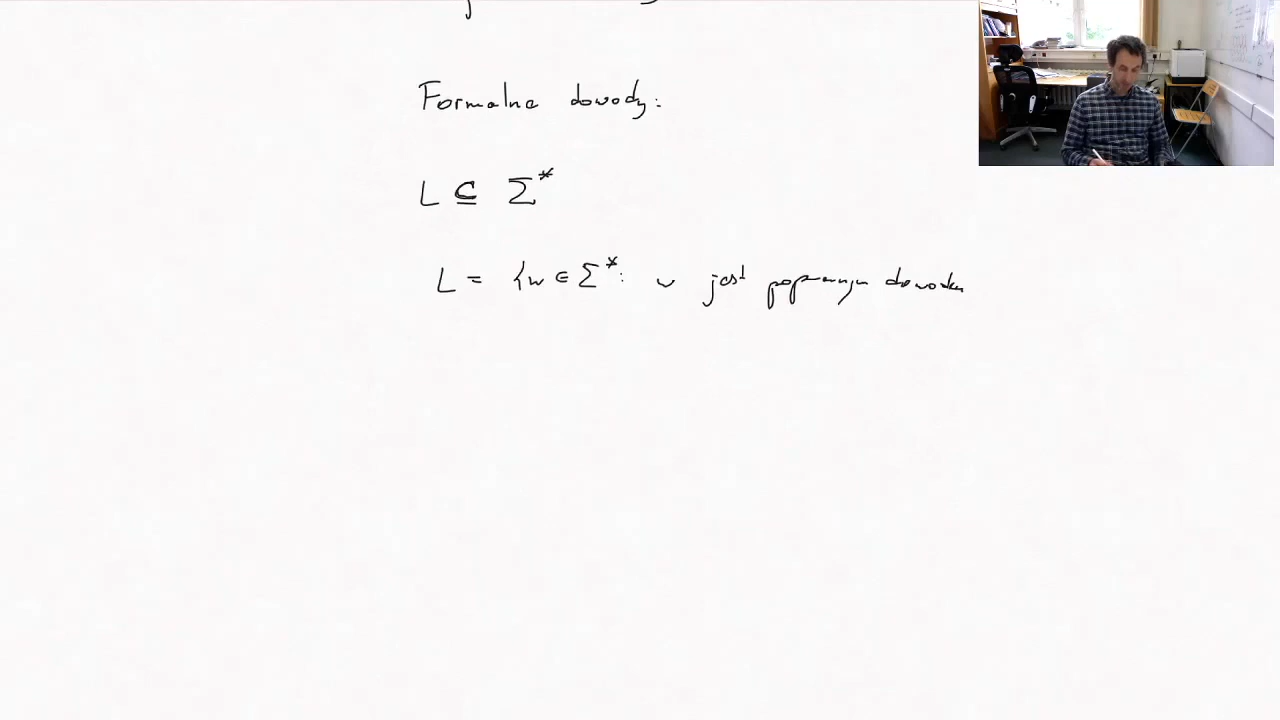 Formalne dowody:
L ⊆ Σ*
L = {w ∈ Σ*: w jest poprawnym dowodem